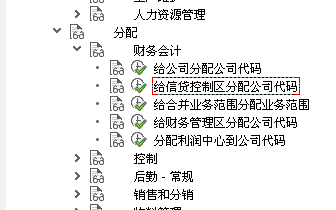 人力资源管理
分配
财务会计
给公司分配公司代码
给信贷控制区分配公司代码
给合并业务范围分配业务范围
给财务管理区分配公司代码
分配利润中心到公司代码
控制
后勤 - 常规
销售和分销